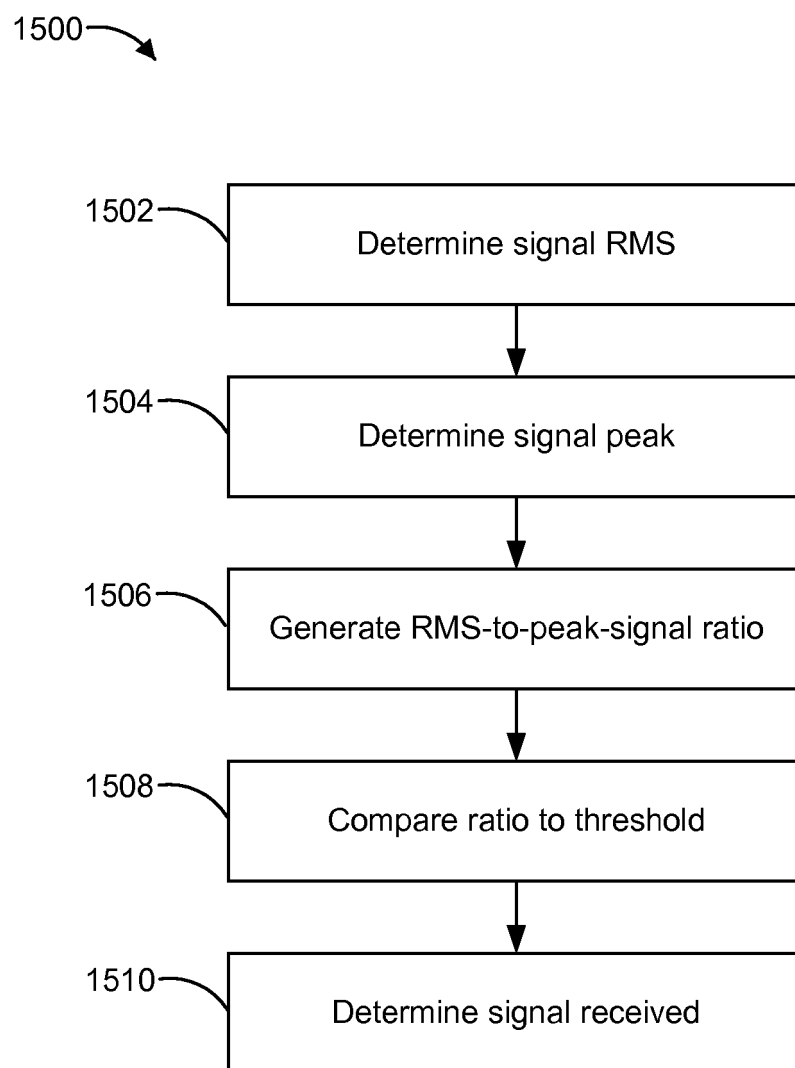 1500
1502
Determine signal RMS
1504
Determine signal peak
1506
Generate RMS-to-peak-signal ratio
1508
Compare ratio to threshold
1510
Determine signal received